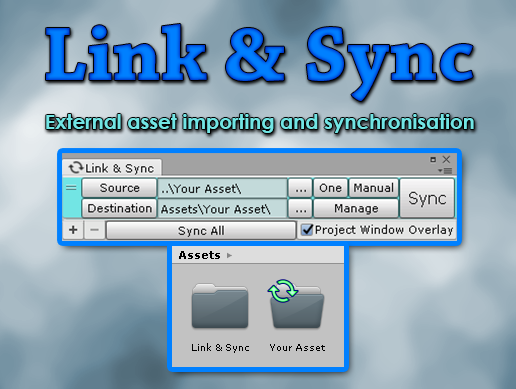 Link & Sync
External asset importing and synchronisation
Link & Sync
Source ..\Your Asset\ ... One Manual Sync
Destination Assets\Your Asset\ ... Manage
+ − Sync All Project Window Overlay
Assets ▸
Link & Sync Your Asset